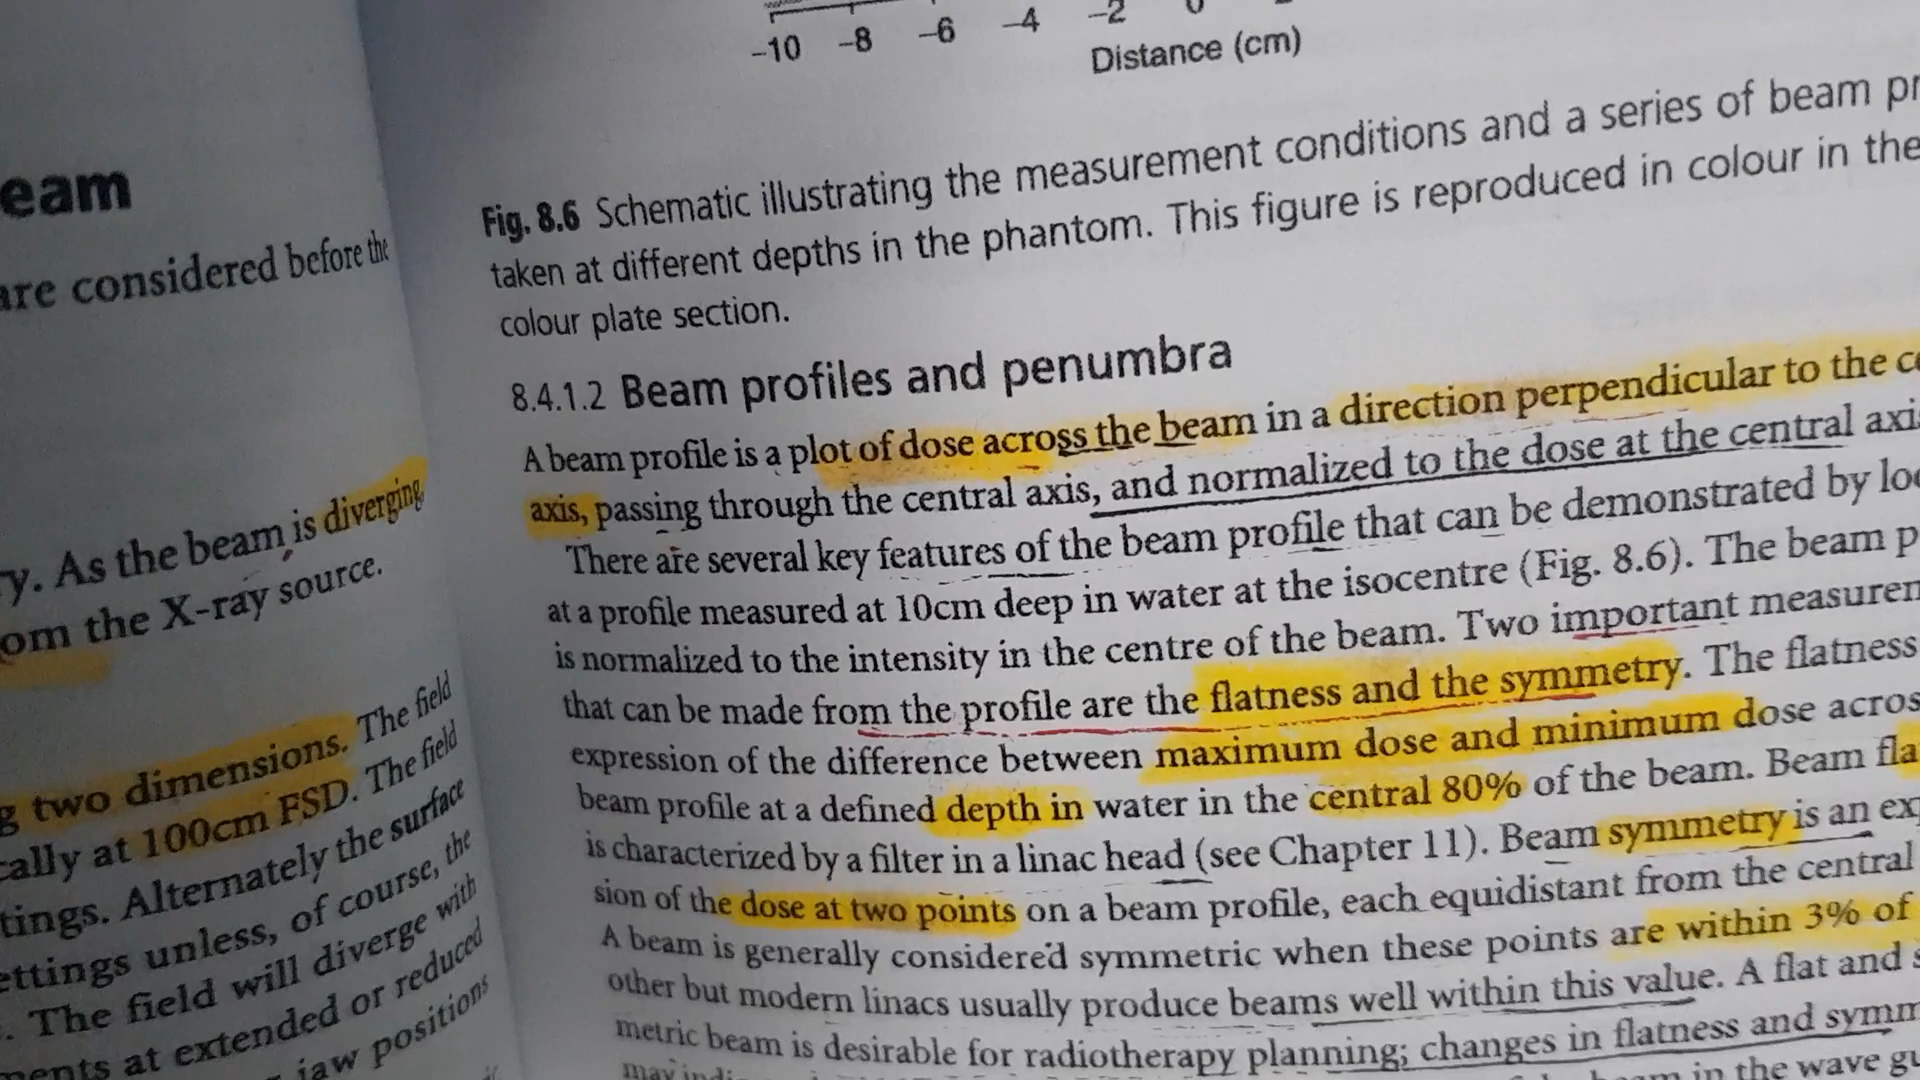 eam
are considered before the
y. As the beam is diverging,
om the X-ray source.
g two dimensions. The field
cally at 100cm FSD. The field
tings. Alternately the surface
ettings unless, of course, the
. The field will diverge with
ments at extended or reduced
jaw positions
-10 -8 -6 -4 -2 0
Distance (cm)
Fig. 8.6 Schematic illustrating the measurement conditions and a series of beam pr
taken at different depths in the phantom. This figure is reproduced in colour in the
colour plate section.
8.4.1.2 Beam profiles and penumbra
A beam profile is a plot of dose across the beam in a direction perpendicular to the ce
axis, passing through the central axis, and normalized to the dose at the central axi
There are several key features of the beam profile that can be demonstrated by loo
at a profile measured at 10cm deep in water at the isocentre (Fig. 8.6). The beam p
is normalized to the intensity in the centre of the beam. Two important measurem
that can be made from the profile are the flatness and the symmetry. The flatness
expression of the difference between maximum dose and minimum dose acros
beam profile at a defined depth in water in the central 80% of the beam. Beam fla
is characterized by a filter in a linac head (see Chapter 11). Beam symmetry is an ex
sion of the dose at two points on a beam profile, each equidistant from the central
A beam is generally considered symmetric when these points are within 3% of
other but modern linacs usually produce beams well within this value. A flat and s
metric beam is desirable for radiotherapy planning; changes in flatness and symm
may indi
beam in the wave gu